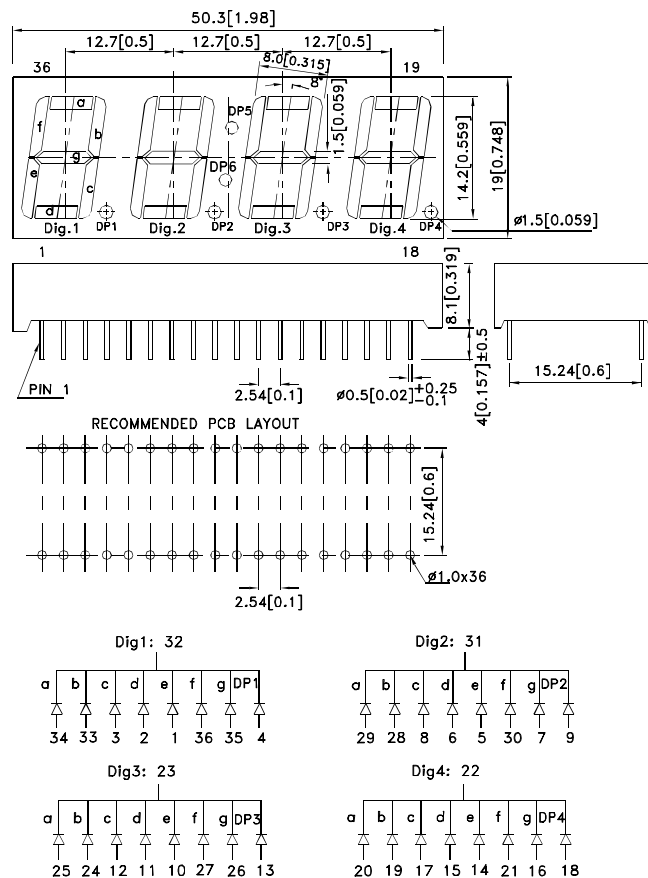 50.3[1.98]
12.7[0.5] 12.7[0.5] 12.7[0.5]
8.0[0.315]
36 8° 19
a DP5 1.5[0.059]
f b
g 14.2[0.559] 19[0.748]
e DP6
c
d Ø1.5[0.059]
Dig.1 DP1 Dig.2 DP2 Dig.3 DP3 Dig.4 DP4
1 18
8.1[0.319]
4[0.157]±0.5
PIN 1 2.54[0.1] Ø0.5[0.02]+0.25 −0.1 15.24[0.6]
RECOMMENDED PCB LAYOUT
15.24[0.6]
Ø1.0x36
2.54[0.1]
Dig1: 32
a b c d e f g DP1
34 33 3 2 1 36 35 4
Dig2: 31
a b c d e f g DP2
29 28 8 6 5 30 7 9
Dig3: 23
a b c d e f g DP3
25 24 12 11 10 27 26 13
Dig4: 22
a b c d e f g DP4
20 19 17 15 14 21 16 18